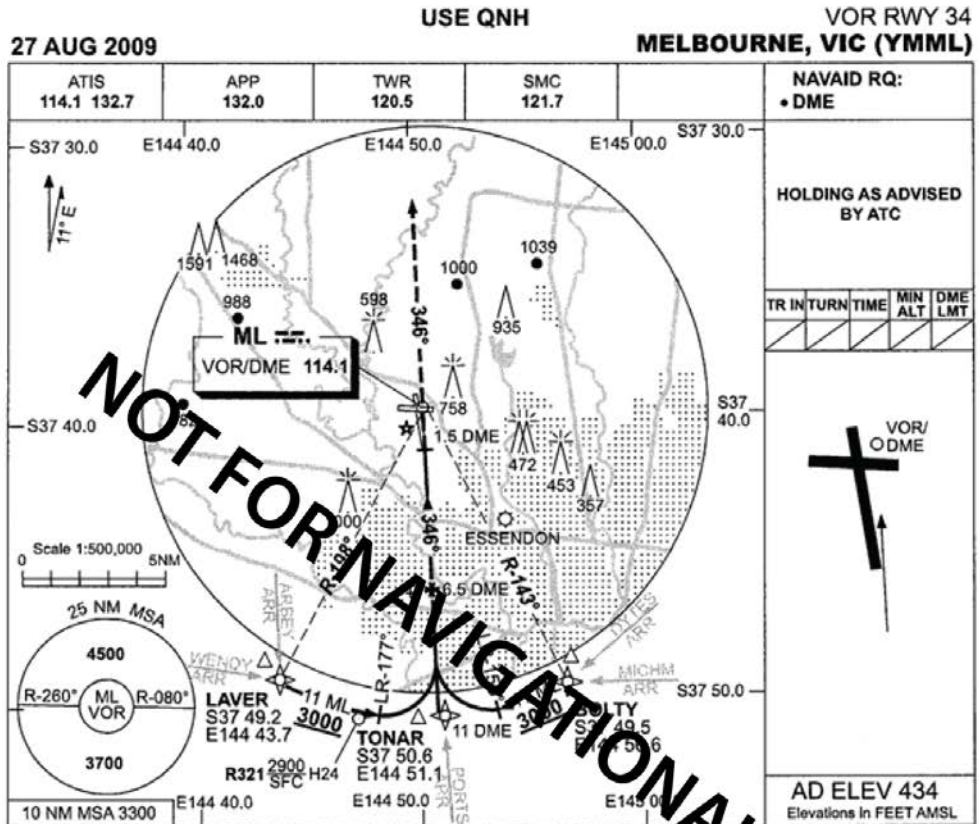 USE QNH
VOR RWY 34
27 AUG 2009
MELBOURNE, VIC (YMML)
ATIS
114.1 132.7
APP
132.0
TWR
120.5
SMC
121.7
NAVAID RQ:
• DME
S37 30.0
E144 40.0
E144 50.0
E145 00.0
S37 30.0
11° E
HOLDING AS ADVISED
BY ATC
1591
1468
1039
1000
988
598
935
346°
TR IN
TURN
TIME
MIN ALT
DME LMT
ML
VOR/DME 114.1
758
S37 40.0
1.5 DME
S37 40.0
472
453
357
VOR/
DME
NOT FOR NAVIGATIONAL
346°
ESSENDON
R-198°
R-143°
6.5 DME
Scale 1:500,000
0
5NM
ARBEY ARR
DYTES ARR
25 NM MSA
4500
R-260°
ML VOR
R-080°
3700
WENDY ARR
LR-177°
MICHM ARR
S37 50.0
LAVER
S37 49.2
E144 43.7
11 ML
3000
TONAR
S37 50.6
E144 51.1
11 DME
R321 2900 SFC H24
PORTS ARR
10 NM MSA 3300
E144 40.0
E144 50.0
AD ELEV 434
Elevations in FEET AMSL